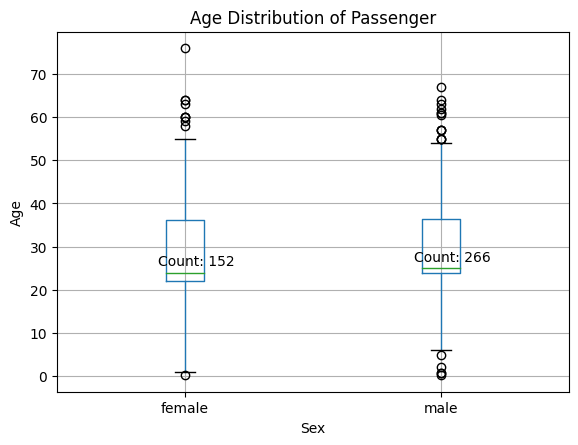 Age Distribution of Passenger
Age
70
60
50
40
30
20
10
0
Count: 152
Count: 266
female
male
Sex